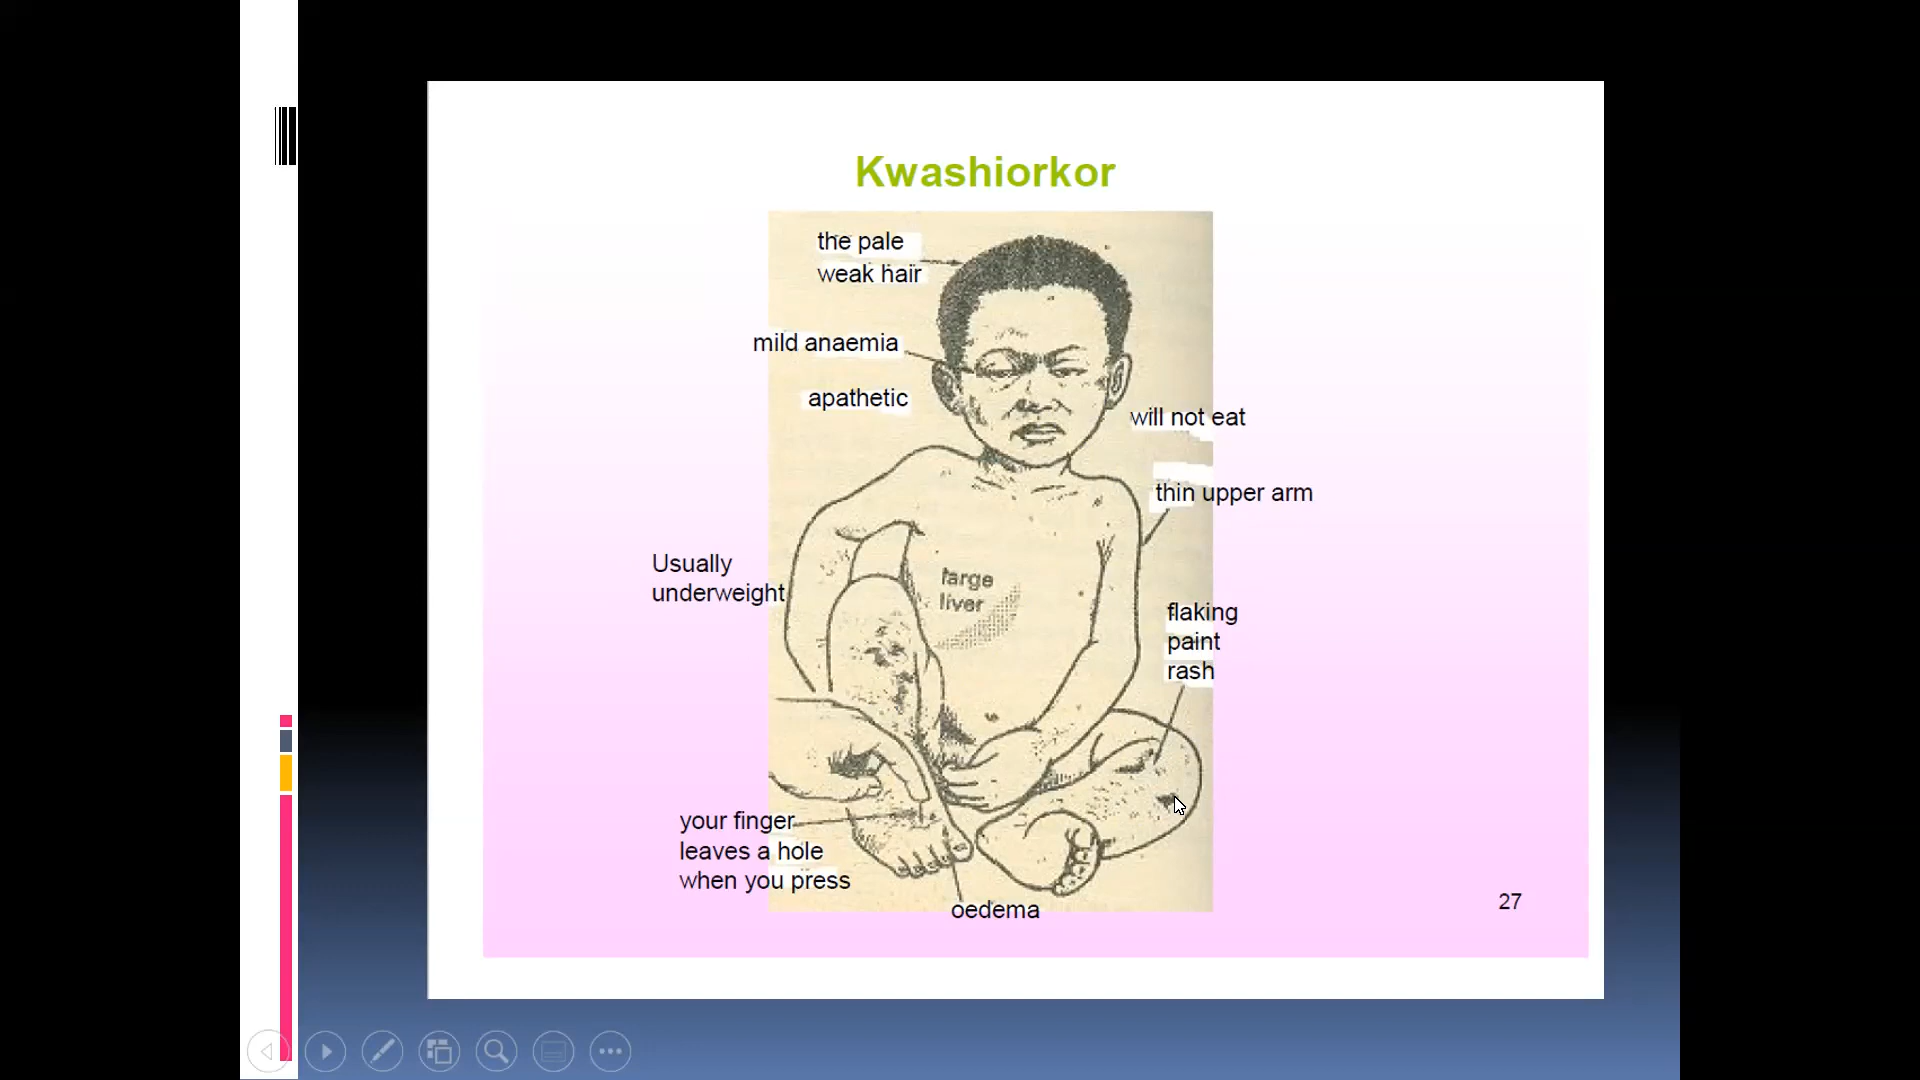 Kwashiorkor
the pale
weak hair
mild anaemia
apathetic
will not eat
thin upper arm
Usually
underweight
large
liver
flaking
paint
rash
your finger
leaves a hole
when you press
oedema
27